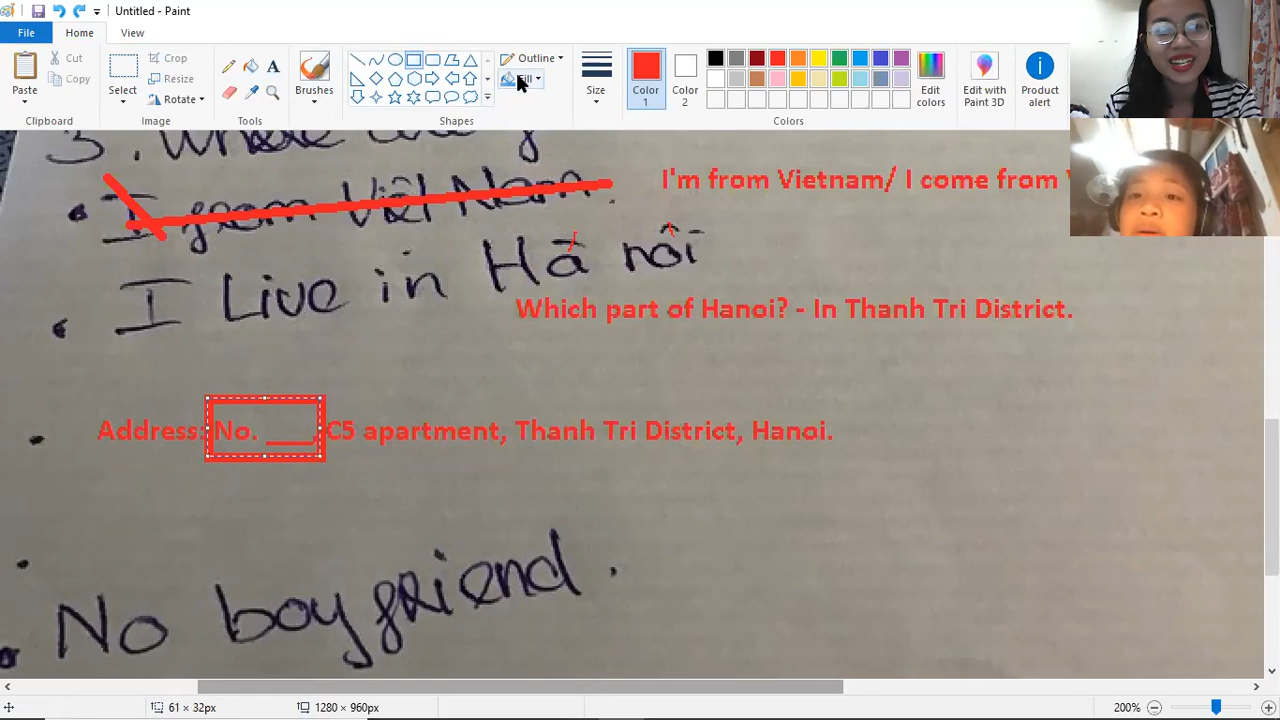 Untitled - Paint
File
Home
View
Paste
Cut
Copy
Clipboard
Select
Crop
Resize
Rotate
Image
Tools
Brushes
Shapes
Outline
Fill
Size
Color 1
Color 2
Colors
Edit colors
Edit with Paint 3D
Product alert
3. Where
I'm from Vietnam/ I come from
I from Việt Nam.
I Live in Hà nôi
Which part of Hanoi? - In Thanh Tri District.
Address: No. ___, C5 apartment, Thanh Tri District, Hanoi.
No boyfriend.
61 × 32px
1280 × 960px
200%